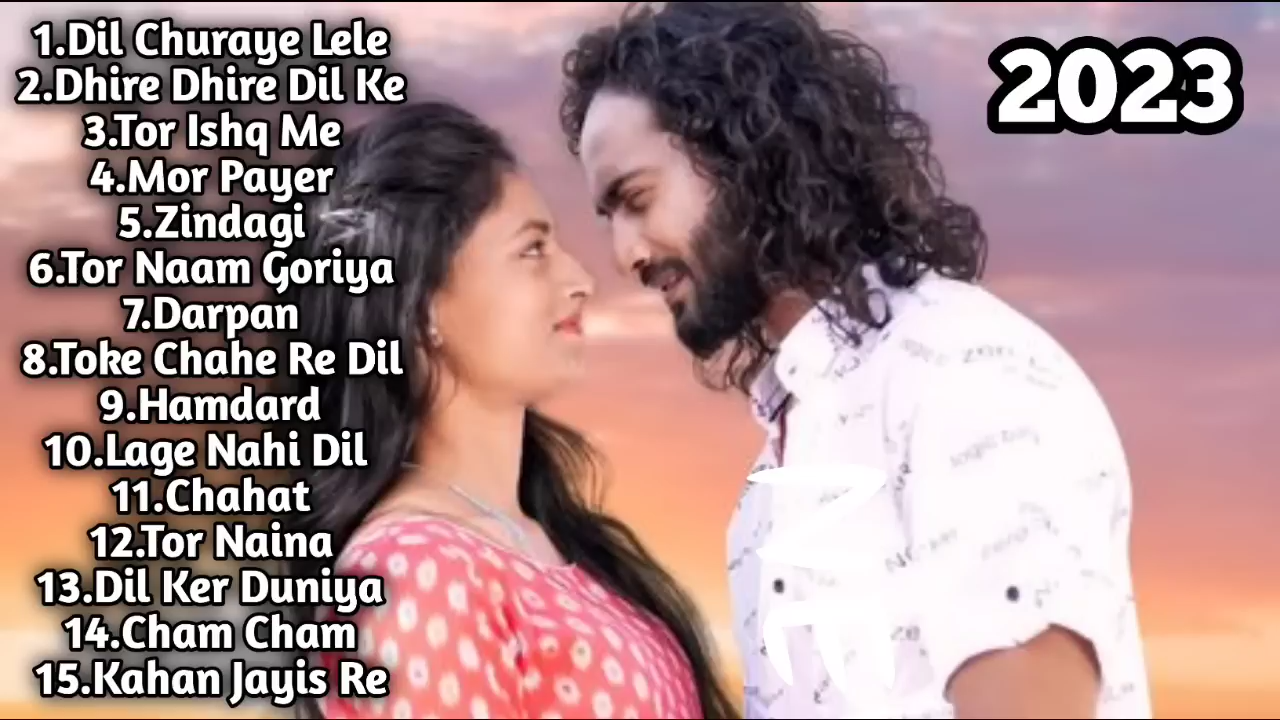 1.Dil Churaye Lele
2.Dhire Dhire Dil Ke
3.Tor Ishq Me
4.Mor Payer
5.Zindagi
6.Tor Naam Goriya
7.Darpan
8.Toke Chahe Re Dil
9.Hamdard
10.Lage Nahi Dil
11.Chahat
12.Tor Naina
13.Dil Ker Duniya
14.Cham Cham
15.Kahan Jayis Re
2023